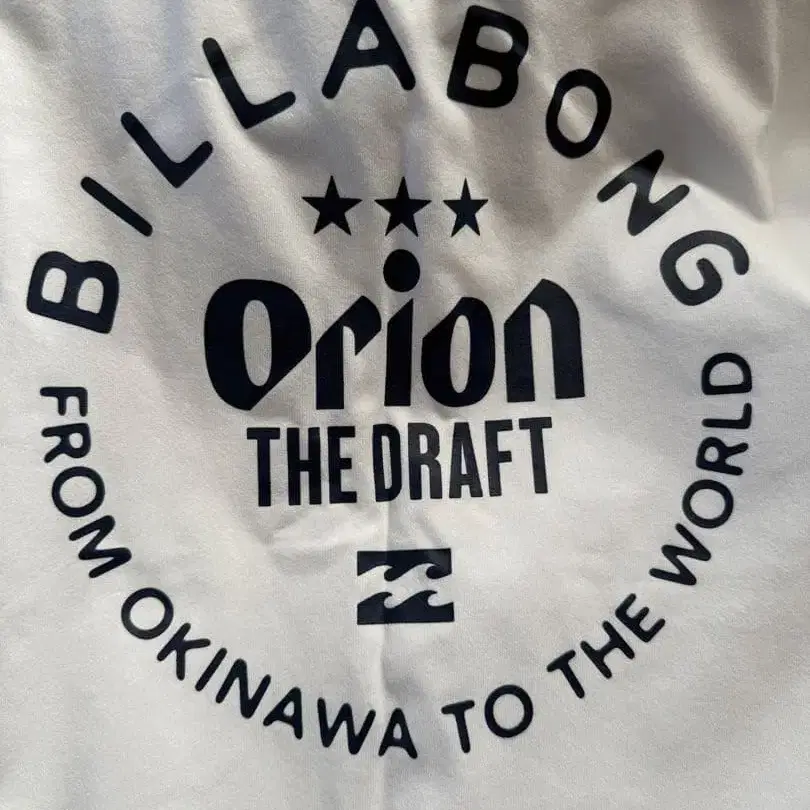 BILLABONG
Orion
THE DRAFT
FROM OKINAWA TO THE WORLD